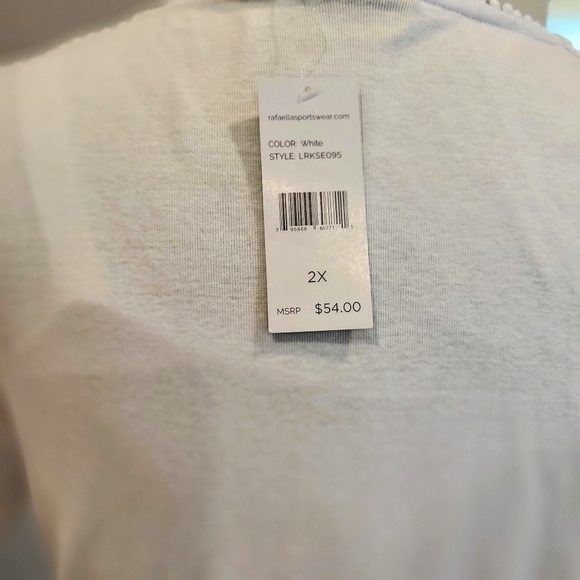 rafaellasportswear.com
COLOR: White
STYLE: LRKSE095
2X
MSRP $54.00